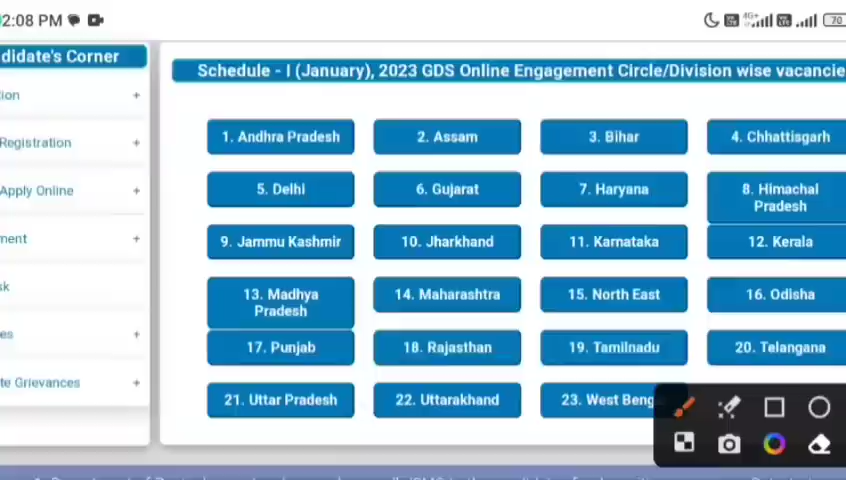 2:08 PM
4G+
70
didate's Corner
Schedule - I (January), 2023 GDS Online Engagement Circle/Division wise vacancie
ion +
Registration +
Apply Online +
ment +
sk
es +
te Grievances +
1. Andhra Pradesh
2. Assam
3. Bihar
4. Chhattisgarh
5. Delhi
6. Gujarat
7. Haryana
8. Himachal
Pradesh
9. Jammu Kashmir
10. Jharkhand
11. Karnataka
12. Kerala
13. Madhya
Pradesh
14. Maharashtra
15. North East
16. Odisha
17. Punjab
18. Rajasthan
19. Tamilnadu
20. Telangana
21. Uttar Pradesh
22. Uttarakhand
23. West Beng